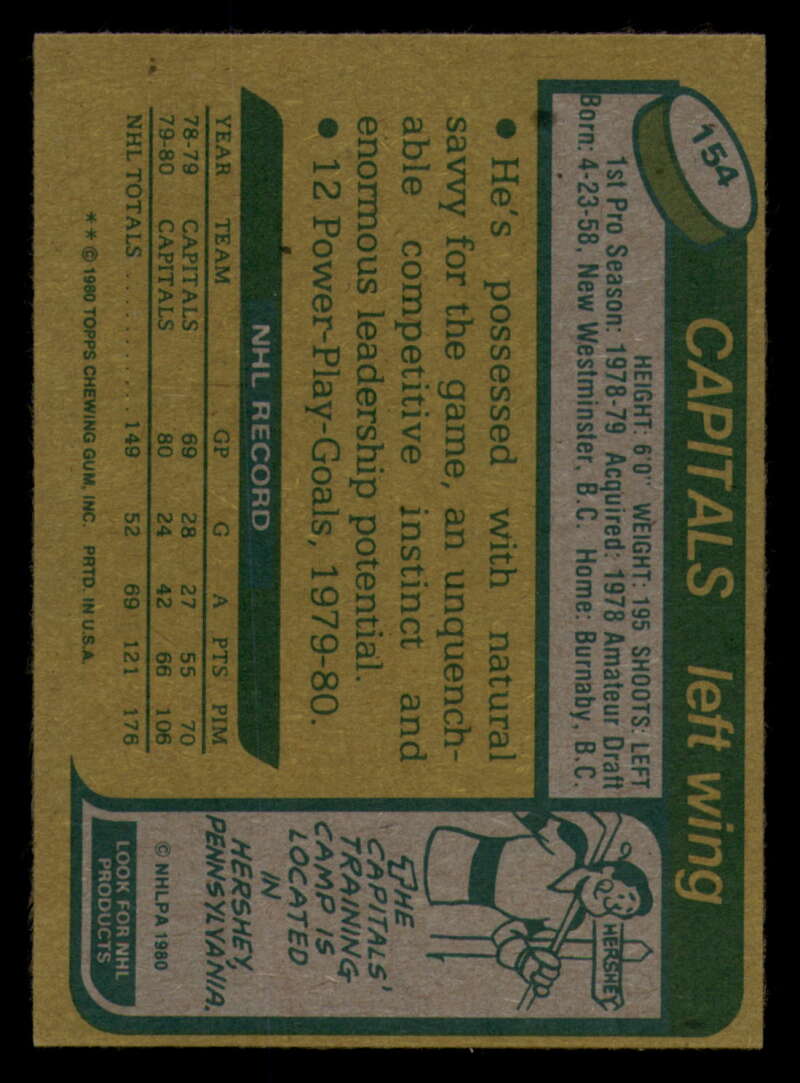 154
CAPITALS left wing
HEIGHT: 6'0" WEIGHT: 195 SHOOTS: LEFT
1st Pro Season: 1978-79 Acquired: 1978 Amateur Draft
Born: 4-23-58, New Westminster, B.C. Home: Burnaby, B.C.
• He's possessed with natural
savvy for the game, an unquench-
able competitive instinct and
enormous leadership potential.
• 12 Power-Play-Goals, 1979-80.
NHL RECORD
YEAR TEAM GP G A PTS PIM
78-79 CAPITALS 69 28 27 55 70
79-80 CAPITALS 80 24 42 66 106
NHL TOTALS .......... 149 52 69 121 176
** © 1980 TOPPS CHEWING GUM, INC. PRTD. IN U.S.A.
HERSHEY
THE
CAPITALS'
TRAINING
CAMP IS
LOCATED
IN
HERSHEY,
PENNSYLVANIA.
© NHLPA 1980
LOOK FOR NHL
PRODUCTS